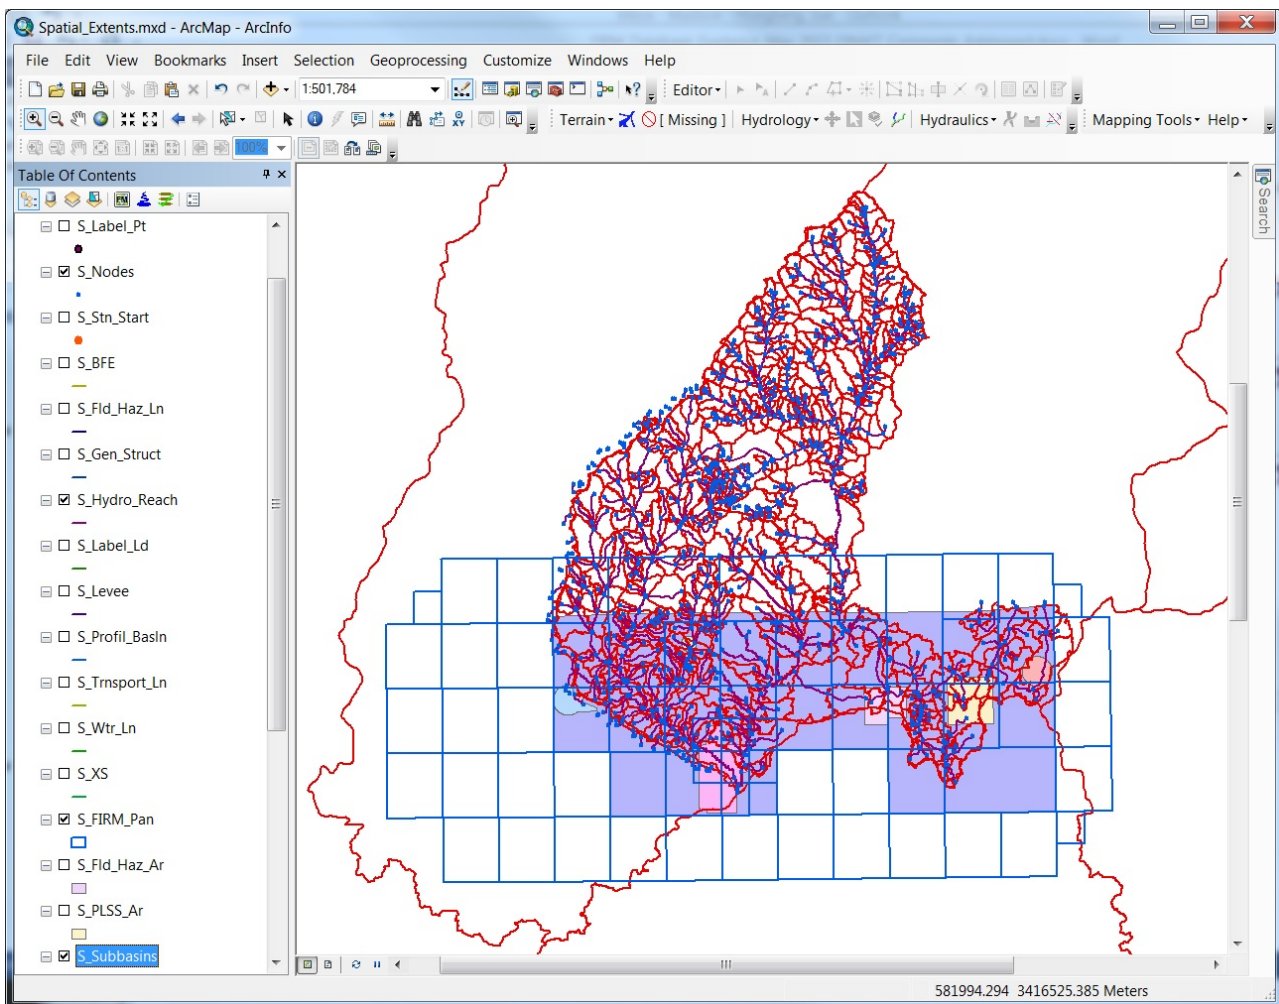 Spatial_Extents.mxd - ArcMap - ArcInfo
File Edit View Bookmarks Insert Selection Geoprocessing Customize Windows Help
1:501,784 Editor
Terrain [ Missing ] Hydrology Hydraulics Mapping Tools Help
100%
Table Of Contents
Search
S_Label_Pt
S_Nodes
S_Stn_Start
S_BFE
S_Fld_Haz_Ln
S_Gen_Struct
S_Hydro_Reach
S_Label_Ld
S_Levee
S_Profil_Basln
S_Trnsport_Ln
S_Wtr_Ln
S_XS
S_FIRM_Pan
S_Fld_Haz_Ar
S_PLSS_Ar
S_Subbasins
581994.294 3416525.385 Meters